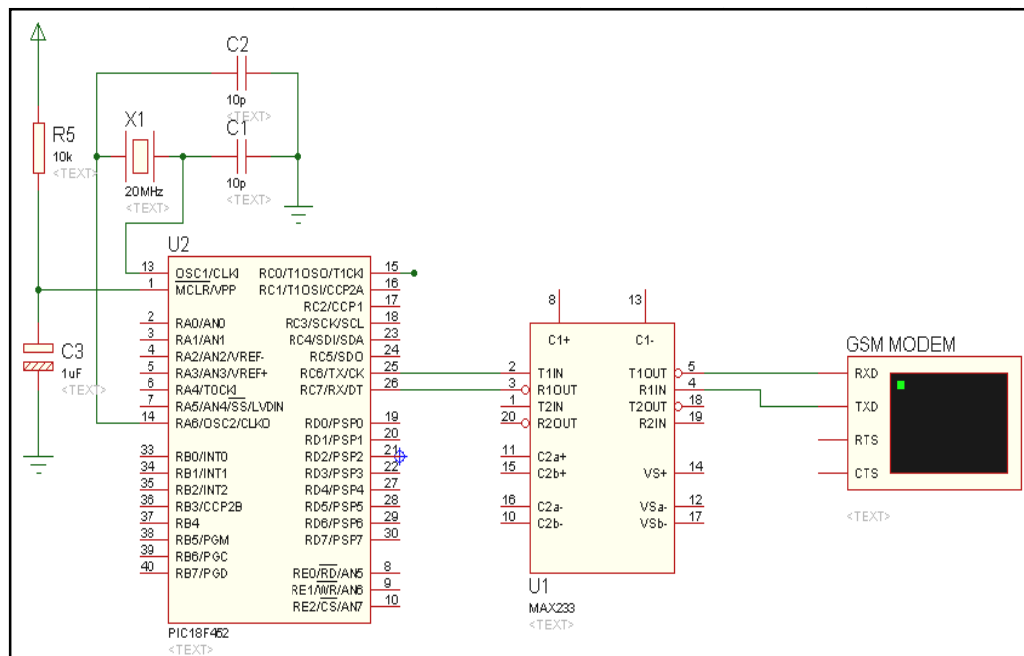 C2
10p
<TEXT>
R5
10k
<TEXT>
X1
20MHz
<TEXT>
C1
10p
<TEXT>
C3
1uF
<TEXT>
U2
13 OSC1/CLKI RC0/T1OSO/T1CKI 15
1 MCLR/VPP RC1/T1OSI/CCP2A 16
RC2/CCP1 17
2 RA0/AN0 RC3/SCK/SCL 18
3 RA1/AN1 RC4/SDI/SDA 23
4 RA2/AN2/VREF- RC5/SDO 24
5 RA3/AN3/VREF+ RC6/TX/CK 25
6 RA4/T0CKI RC7/RX/DT 26
7 RA5/AN4/SS/LVDIN
14 RA6/OSC2/CLKO RD0/PSP0 19
RD1/PSP1 20
33 RB0/INT0 RD2/PSP2 21
34 RB1/INT1 RD3/PSP3 22
35 RB2/INT2 RD4/PSP4 27
36 RB3/CCP2B RD5/PSP5 28
37 RB4 RD6/PSP6 29
38 RB5/PGM RD7/PSP7 30
39 RB6/PGC
40 RB7/PGD RE0/RD/AN5 8
RE1/WR/AN6 9
RE2/CS/AN7 10
PIC18F452
<TEXT>
8 13
C1+ C1-
2 T1IN T1OUT 5
3 R1OUT R1IN 4
1 T2IN T2OUT 18
20 R2OUT R2IN 19
11 C2a+
15 C2b+ VS+ 14
16 C2a- VSa- 12
10 C2b- VSb- 17
U1
MAX233
<TEXT>
GSM MODEM
RXD
TXD
RTS
CTS
<TEXT>